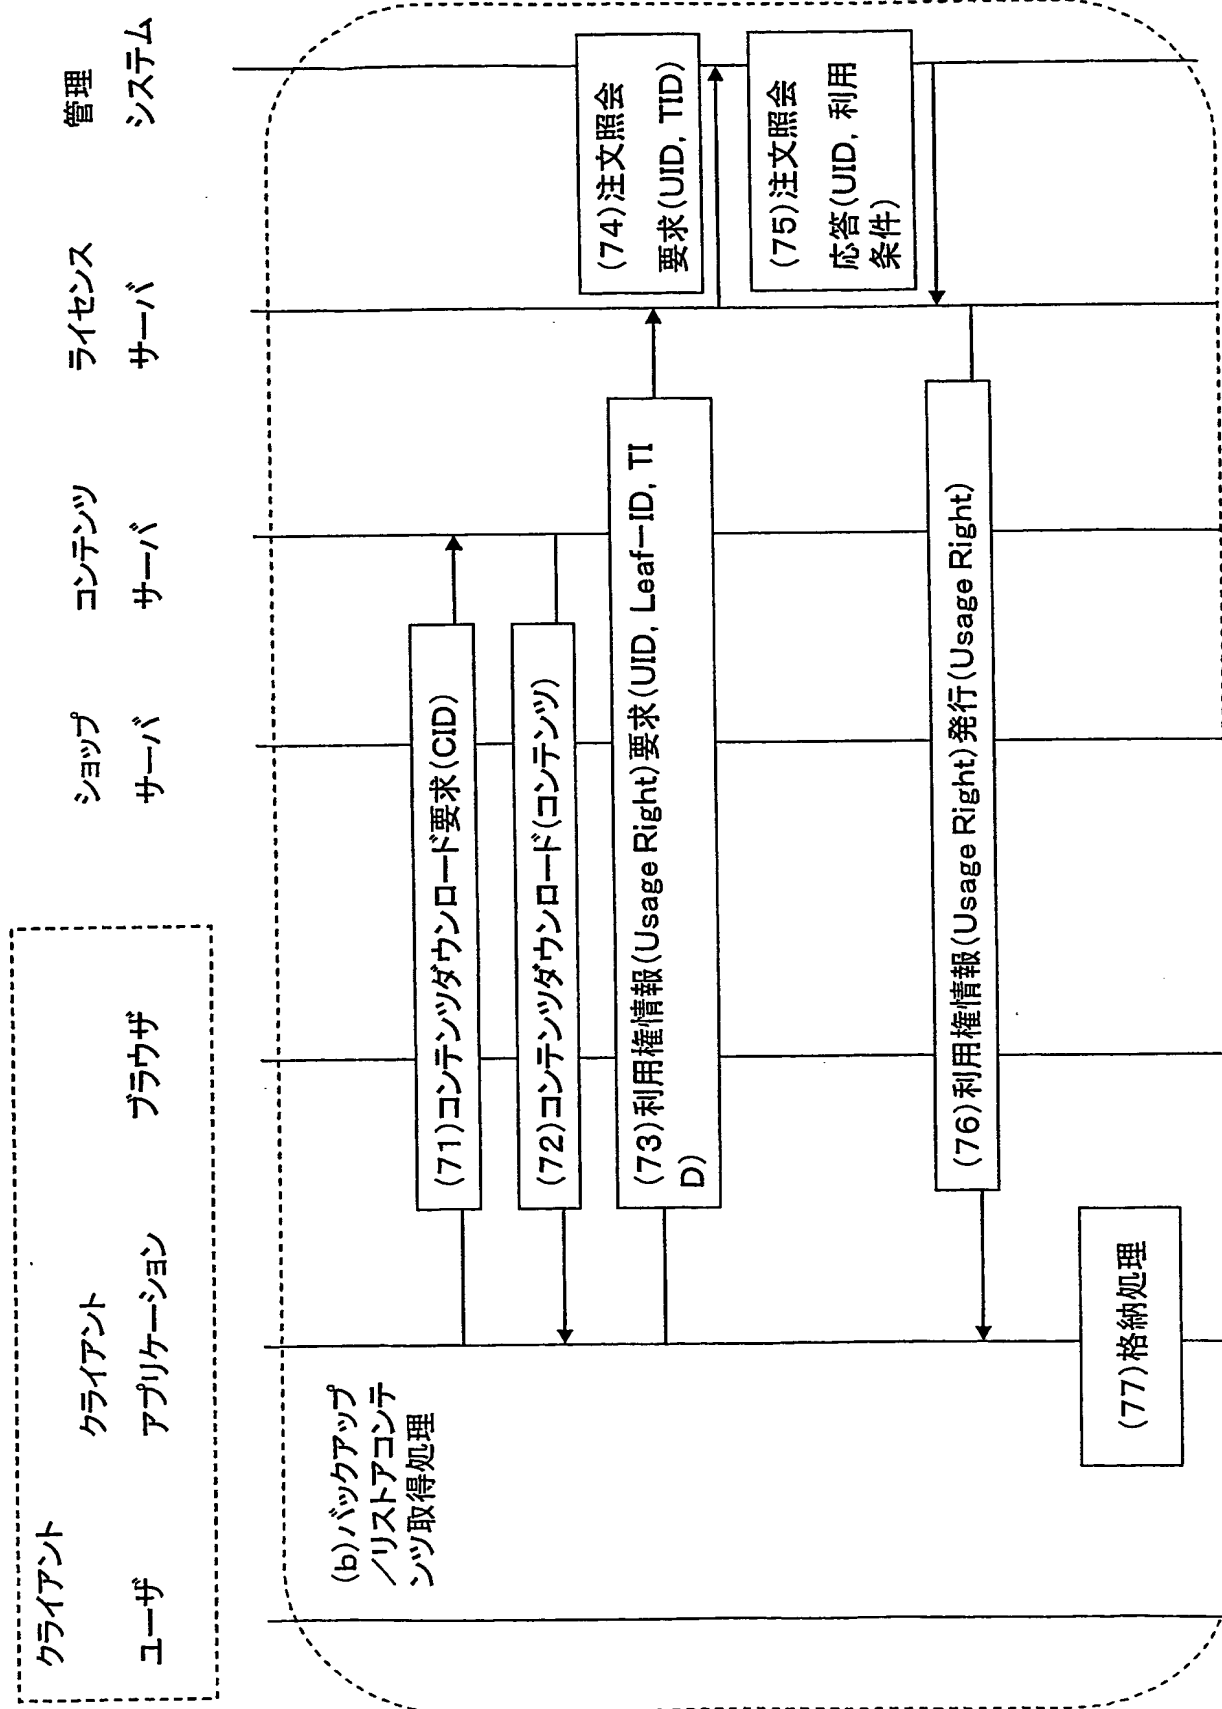 クライアント
ユーザ
クライアント
アプリケーション
ブラウザ
ショップ
サーバ
コンテンツ
サーバ
ライセンス
サーバ
管理
システム
(b)バックアップ
／リストアコンテ
ンツ取得処理
(71)コンテンツダウンロード要求(CID)
(72)コンテンツダウンロード(コンテンツ)
(73)利用権情報(Usage Right)要求(UID, Leaf－ID, TI
D)
(74)注文照会
要求(UID, TID)
(75)注文照会
応答(UID, 利用
条件)
(76)利用権情報(Usage Right)発行(Usage Right)
(77)格納処理